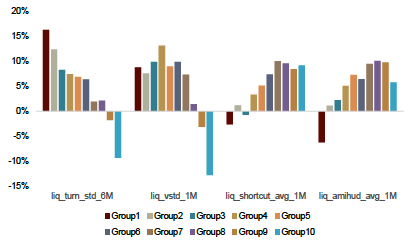 20%
15%
10%
5%
0%
-5%
-10%
-15%
liq_turn_std_6M liq_vstd_1M liq_shortcut_avg_1M liq_amihud_avg_1M
Group1 Group2 Group3 Group4 Group5
Group6 Group7 Group8 Group9 Group10